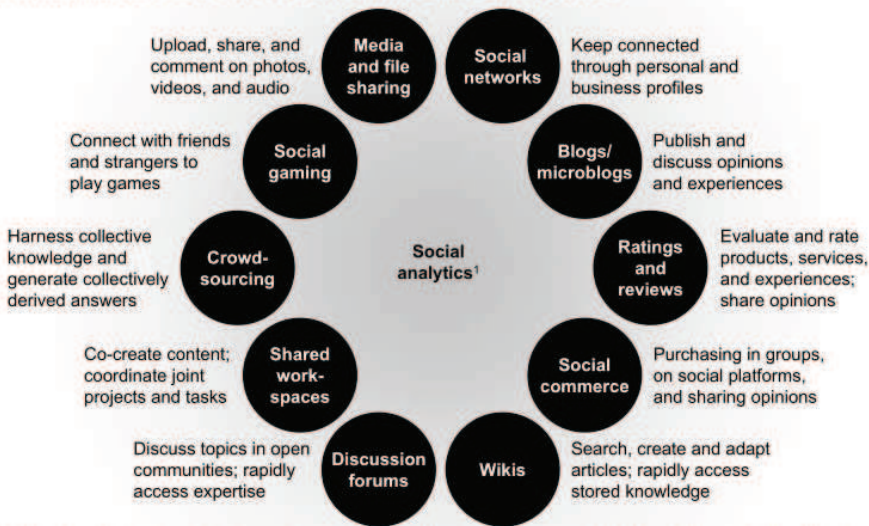 Upload, share, and
comment on photos,
videos, and audio
Media
and file
sharing
Social
networks
Keep connected
through personal and
business profiles
Connect with friends
and strangers to
play games
Social
gaming
Blogs/
microblogs
Publish and
discuss opinions
and experiences
Harness collective
knowledge and
generate collectively
derived answers
Crowd-
sourcing
Social
analytics¹
Ratings
and
reviews
Evaluate and rate
products, services,
and experiences;
share opinions
Co-create content;
coordinate joint
projects and tasks
Shared
work-
spaces
Social
commerce
Purchasing in groups,
on social platforms,
and sharing opinions
Discuss topics in open
communities; rapidly
access expertise
Discussion
forums
Wikis
Search, create and adapt
articles; rapidly access
stored knowledge